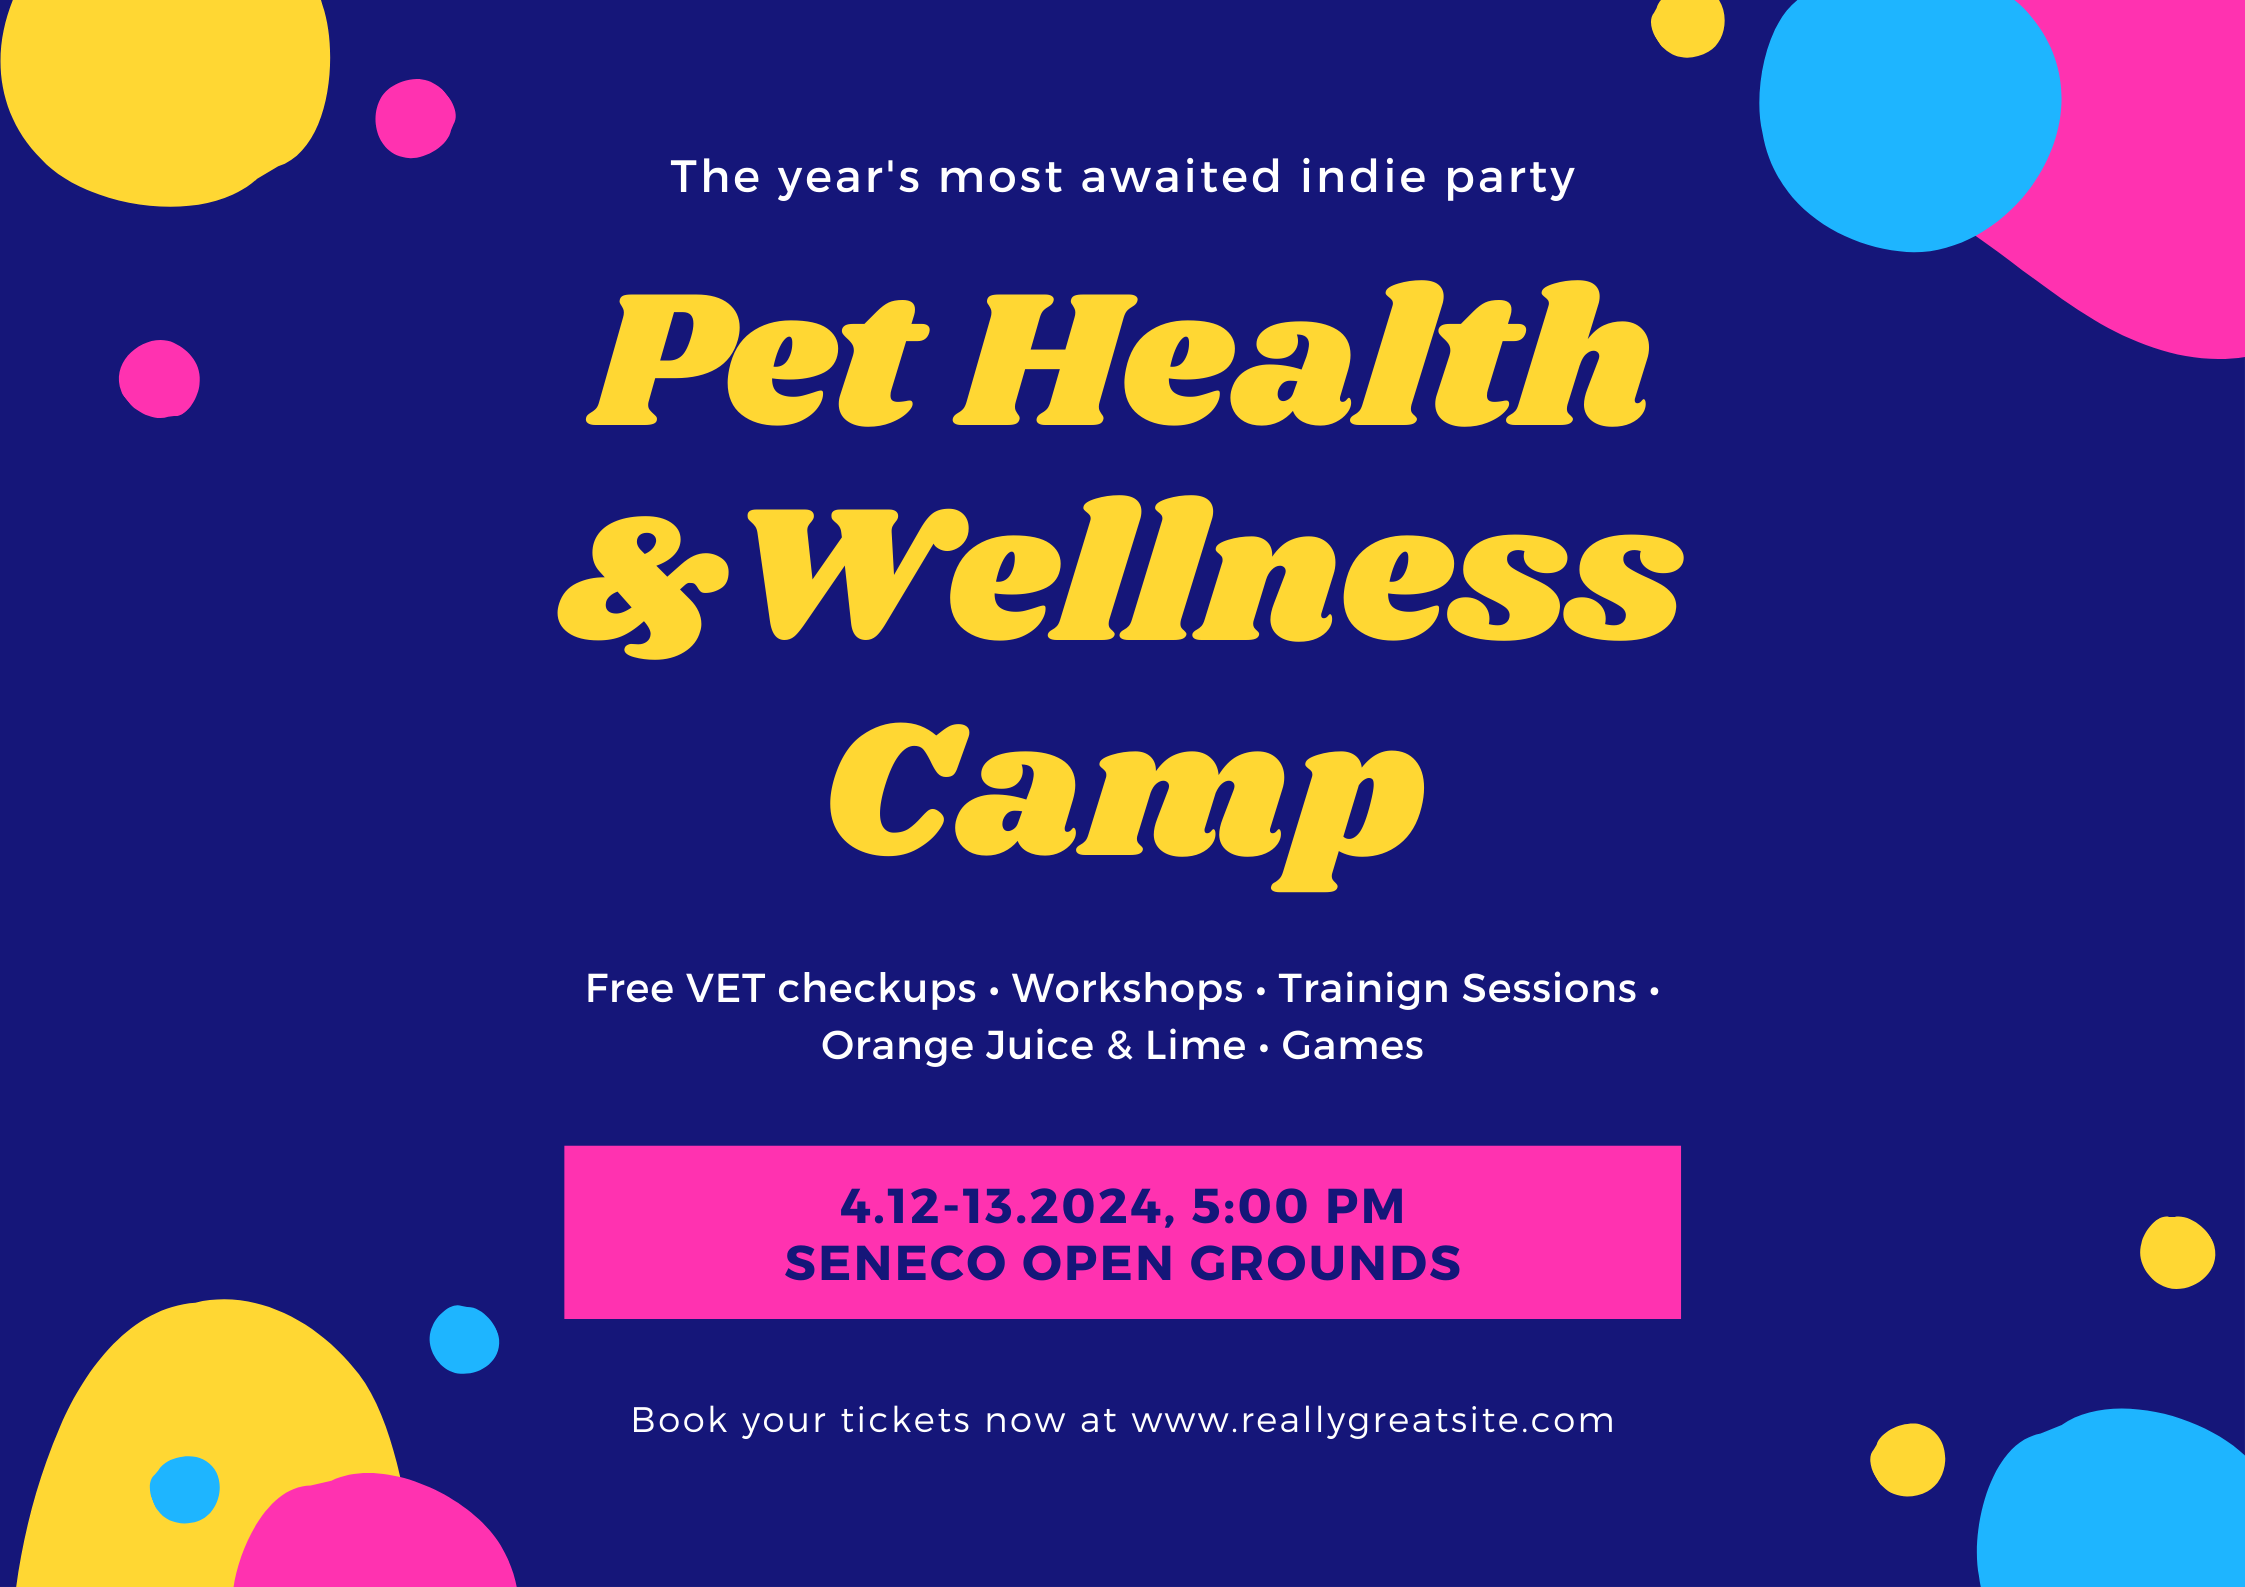 The year's most awaited indie party
Pet Health
& Wellness
Camp
Free VET checkups • Workshops • Trainign Sessions •
Orange Juice & Lime • Games
4.12-13.2024, 5:00 PM
SENECO OPEN GROUNDS
Book your tickets now at www.reallygreatsite.com